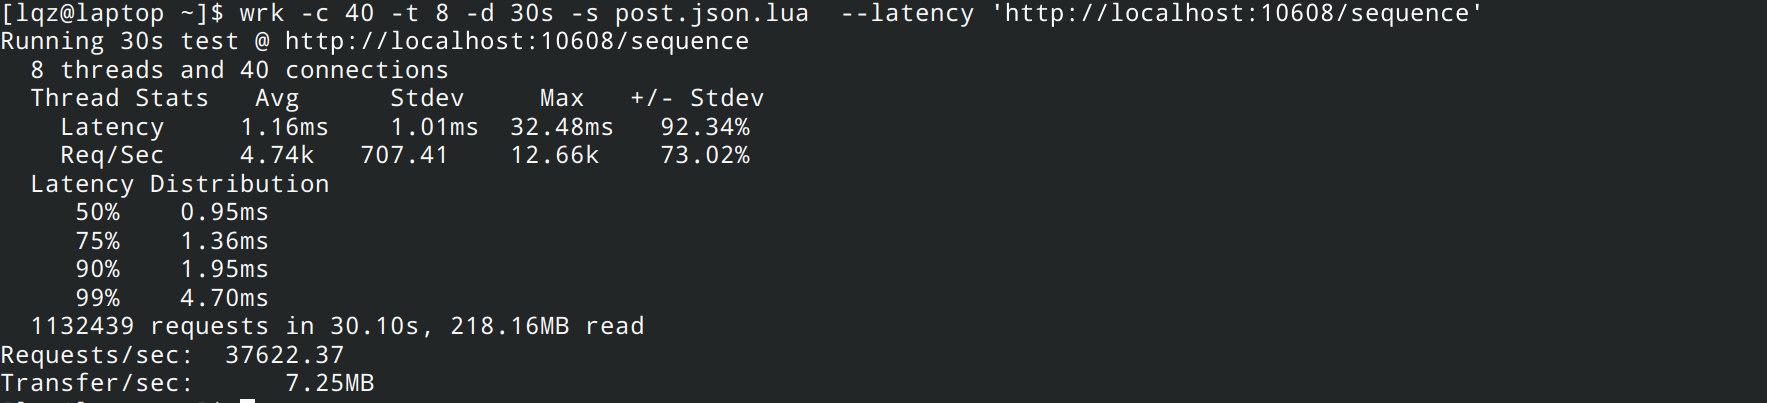 [lqz@laptop ~]$ wrk -c 40 -t 8 -d 30s -s post.json.lua  --latency 'http://localhost:10608/sequence'
Running 30s test @ http://localhost:10608/sequence
  8 threads and 40 connections
  Thread Stats   Avg      Stdev     Max   +/- Stdev
    Latency     1.16ms    1.01ms  32.48ms   92.34%
    Req/Sec     4.74k   707.41    12.66k    73.02%
  Latency Distribution
     50%    0.95ms
     75%    1.36ms
     90%    1.95ms
     99%    4.70ms
  1132439 requests in 30.10s, 218.16MB read
Requests/sec:  37622.37
Transfer/sec:      7.25MB